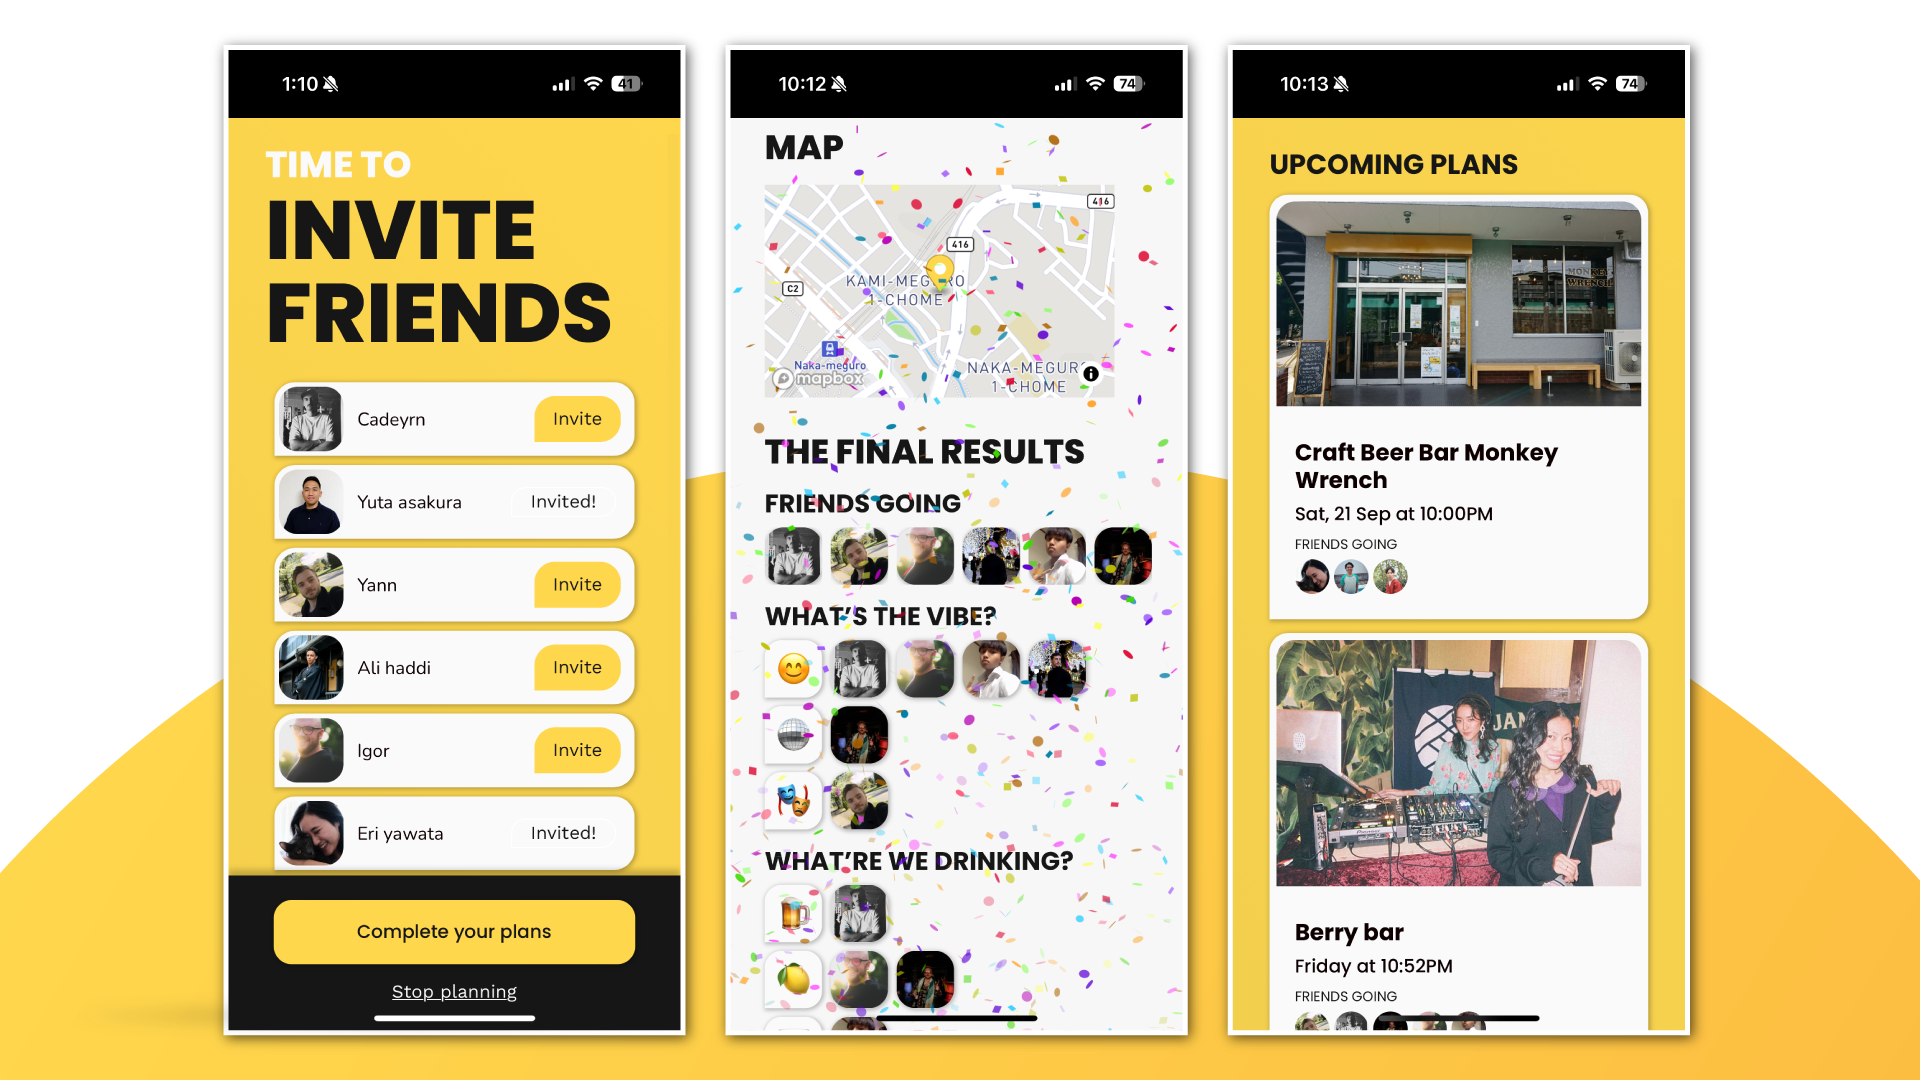 1:10
41
TIME TO
INVITE
FRIENDS
Cadeyrn
Invite
Yuta asakura
Invited!
Yann
Invite
Ali haddi
Invite
Igor
Invite
Eri yawata
Invited!
Complete your plans
Stop planning
10:12
74
MAP
416
416
C2
KAMI-MEGURO
1-CHOME
Naka-meguro
mapbox
NAKA-MEGUR
1-CHOME
THE FINAL RESULTS
FRIENDS GOING
WHAT'S THE VIBE?
WHAT'RE WE DRINKING?
10:13
74
UPCOMING PLANS
MONKEY
WRENCH
Craft Beer Bar Monkey
Wrench
Sat, 21 Sep at 10:00PM
FRIENDS GOING
JAN
Berry bar
Friday at 10:52PM
FRIENDS GOING